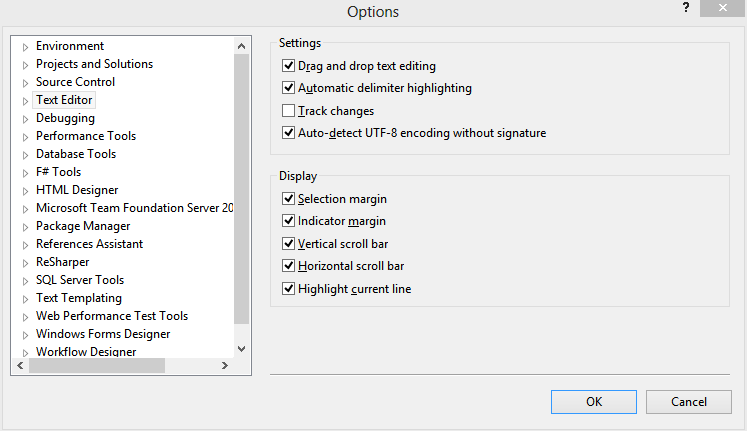 Options
?
Environment
Projects and Solutions
Source Control
Text Editor
Debugging
Performance Tools
Database Tools
F# Tools
HTML Designer
Microsoft Team Foundation Server 20
Package Manager
References Assistant
ReSharper
SQL Server Tools
Text Templating
Web Performance Test Tools
Windows Forms Designer
Workflow Designer
Settings
Drag and drop text editing
Automatic delimiter highlighting
Track changes
Auto-detect UTF-8 encoding without signature
Display
Selection margin
Indicator margin
Vertical scroll bar
Horizontal scroll bar
Highlight current line
OK
Cancel